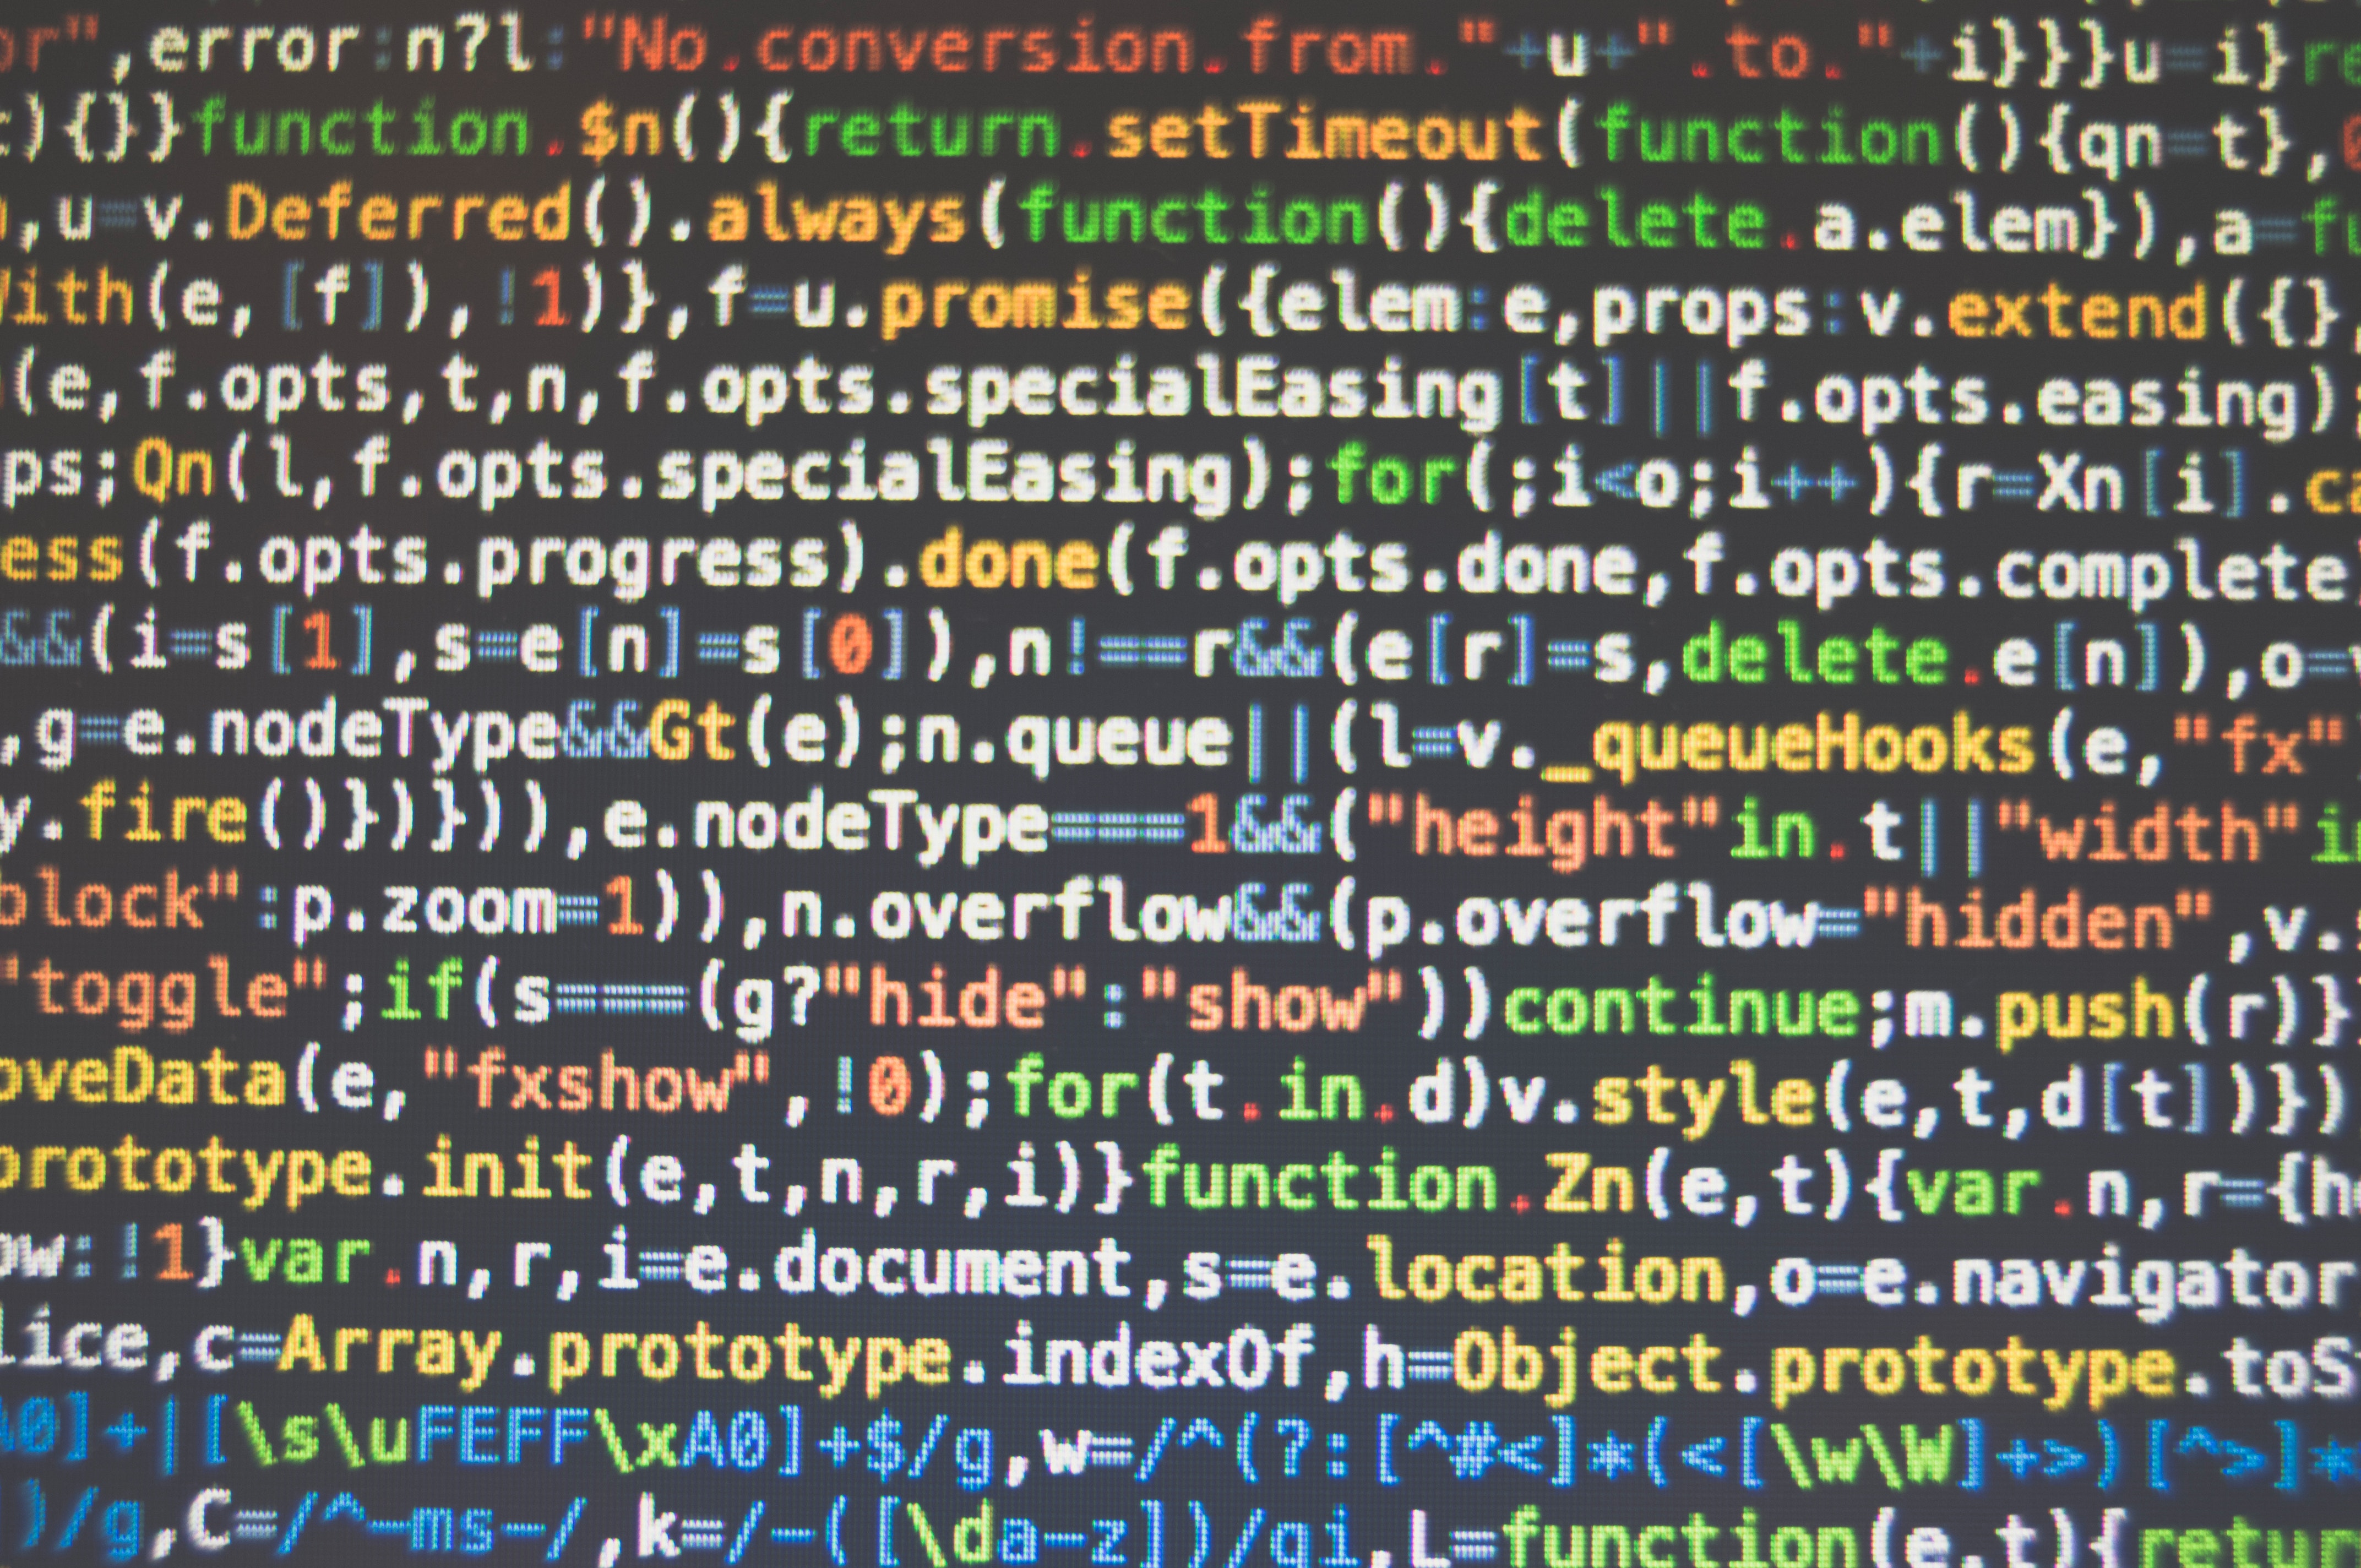 or",error:n?l:"No.conversion.from."+u+".to."+i}}}}u=i}re
t){}}function.$n(){return.setTimeout(function(){qn=t},0
,u=v.Deferred().always(function(){delete.a.elem}),a=fu
With(e,[f]),!1)},f=u.promise({elem:e,props:v.extend({},
(e,f.opts,t,n,f.opts.specialEasing[t]||f.opts.easing);
ps;Qn(l,f.opts.specialEasing);for(;i<o;i++){r=Xn[i].ca
ess(f.opts.progress).done(f.opts.done,f.opts.complete
&&(i=s[1],s=e[n]=s[0]),n!==r&&(e[r]=s,delete.e[n]),o=v
,g=e.nodeType&&Gt(e);n.queue||(l=v._queueHooks(e,"fx"
y.fire()})})),e.nodeType===1&&("height"in.t||"width"in
block":p.zoom=1)),n.overflow&&(p.overflow="hidden",v.s
"toggle";if(s===(g?"hide":"show"))continue;m.push(r)}
oveData(e,"fxshow",!0);for(t.in.d)v.style(e,t,d[t])})
prototype.init(e,t,n,r,i)}function.Zn(e,t){var.n,r={he
ow:!1}var.n,r,i=e.document,s=e.location,o=e.navigator
lice,c=Array.prototype.indexOf,h=Object.prototype.toS
A0]+|[\s\uFEFF\xA0]+$/g,w=/^(?:[^#<]*(<[\w\W]+>)[^>]*
)/g,C=/^-ms-/,k=/-([\da-z])/gi,L=function(e,t){return